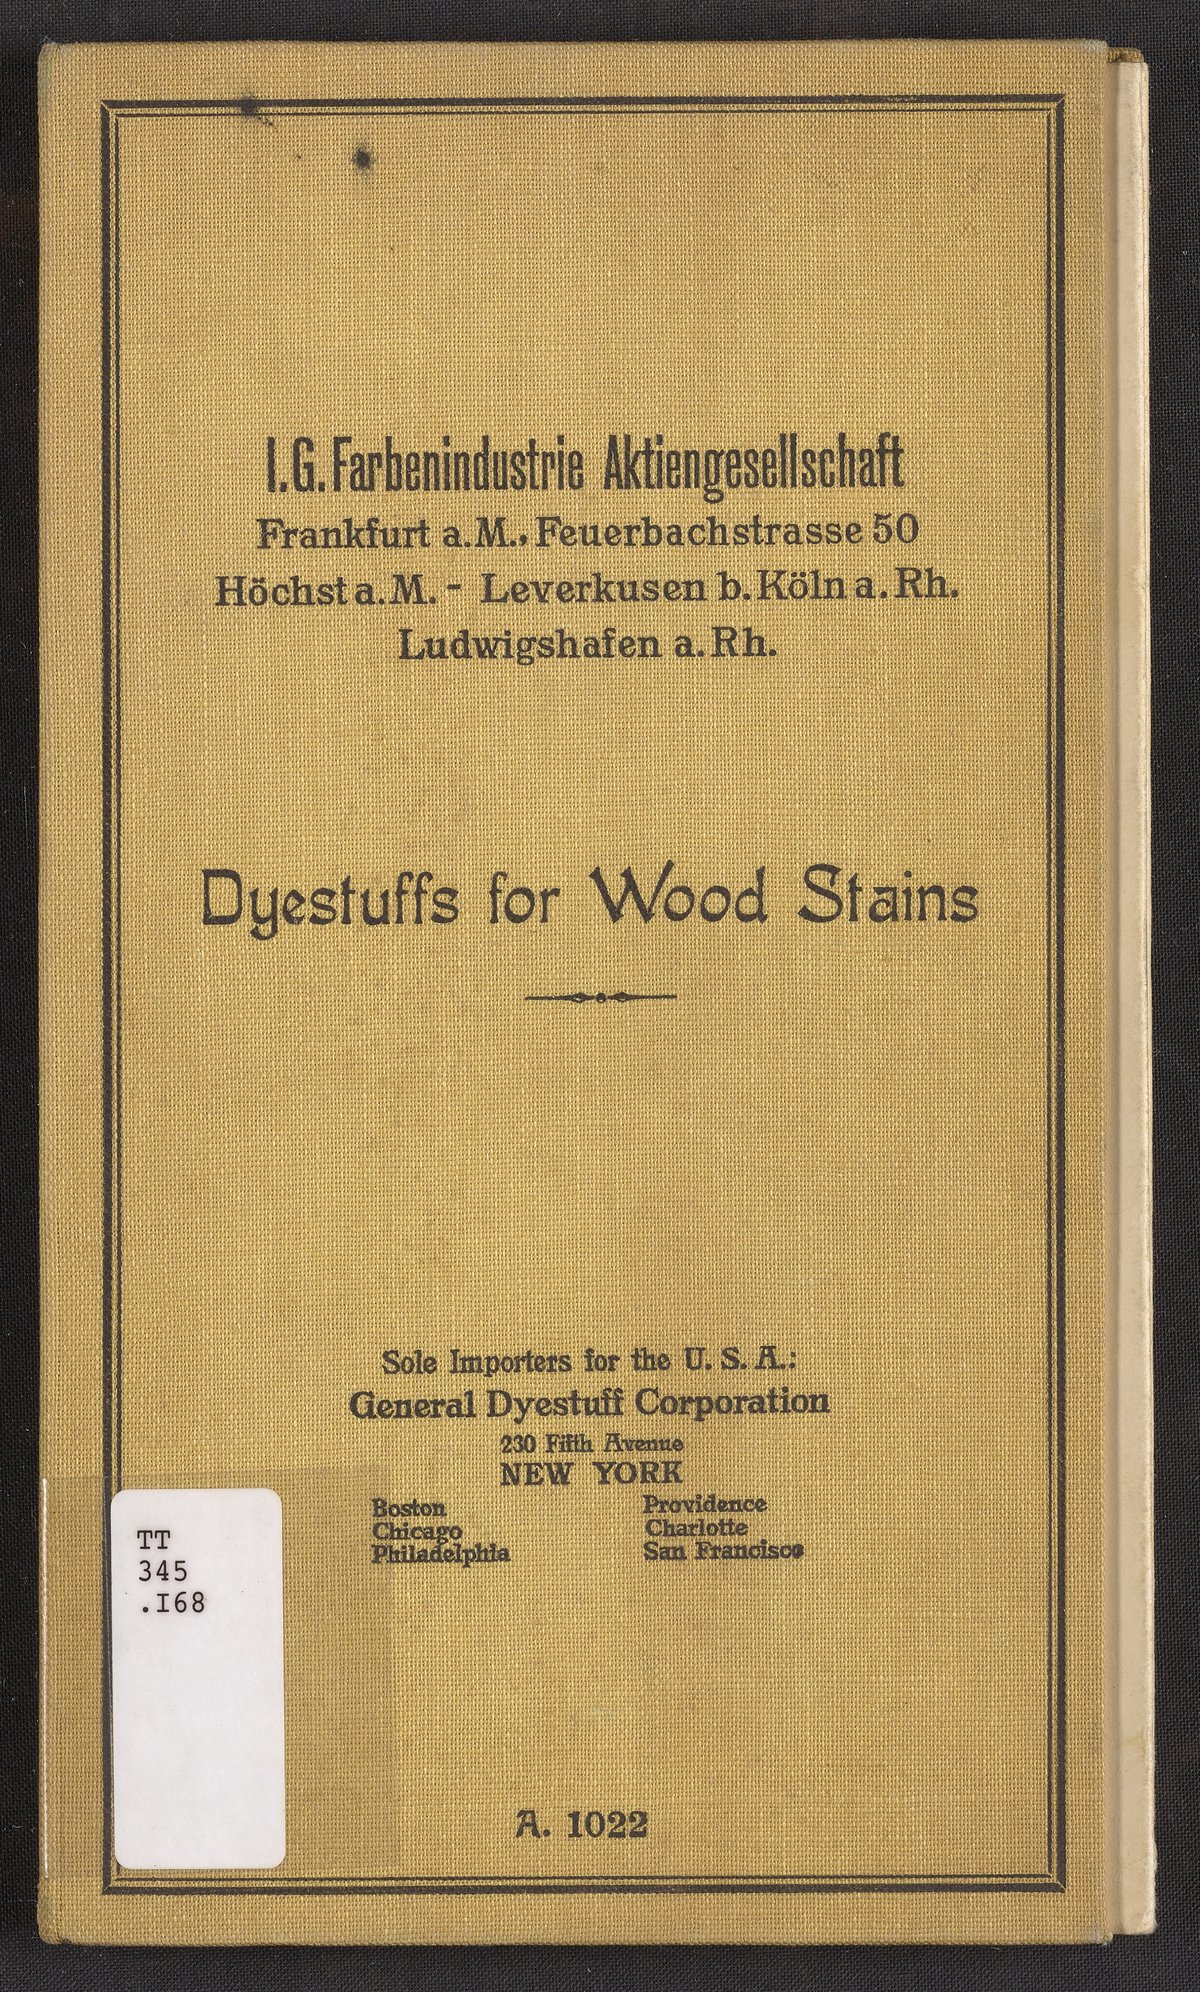 I.G. Farbenindustrie Aktiengesellschaft
Frankfurt a.M., Feuerbachstrasse 50
Höchst a.M. - Leverkusen b. Köln a. Rh.
Ludwigshafen a. Rh.
Dyestuffs for Wood Stains
Sole Importers for the U. S. A.:
General Dyestuff Corporation
230 Fifth Avenue
NEW YORK
Boston Providence
Chicago Charlotte
Philadelphia San Francisco
TT
345
.I68
A. 1022